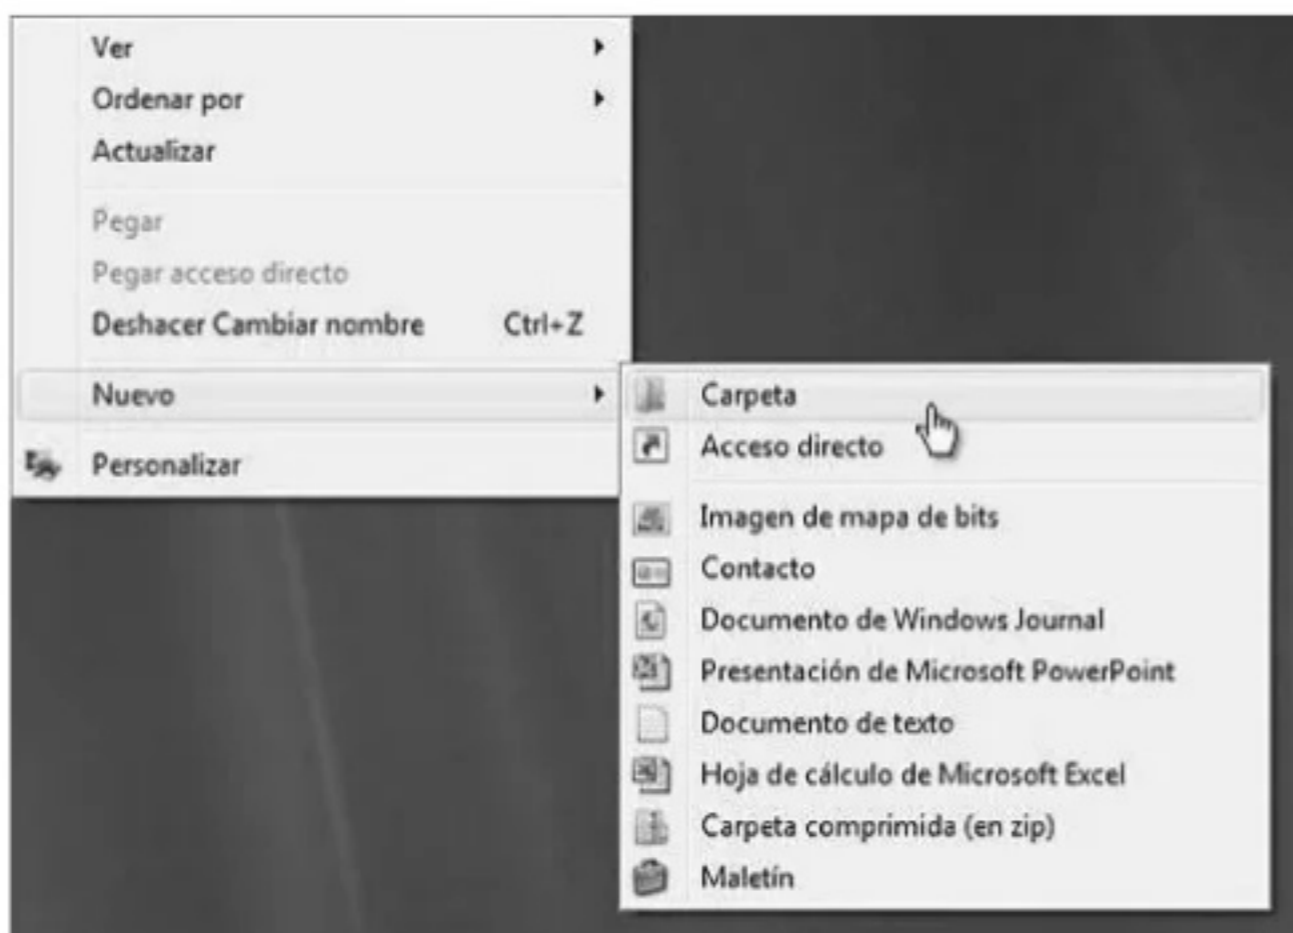 Ver
Ordenar por
Actualizar
Pegar
Pegar acceso directo
Deshacer Cambiar nombre Ctrl+Z
Nuevo
Personalizar
Carpeta
Acceso directo
Imagen de mapa de bits
Contacto
Documento de Windows Journal
Presentación de Microsoft PowerPoint
Documento de texto
Hoja de cálculo de Microsoft Excel
Carpeta comprimida (en zip)
Maletín